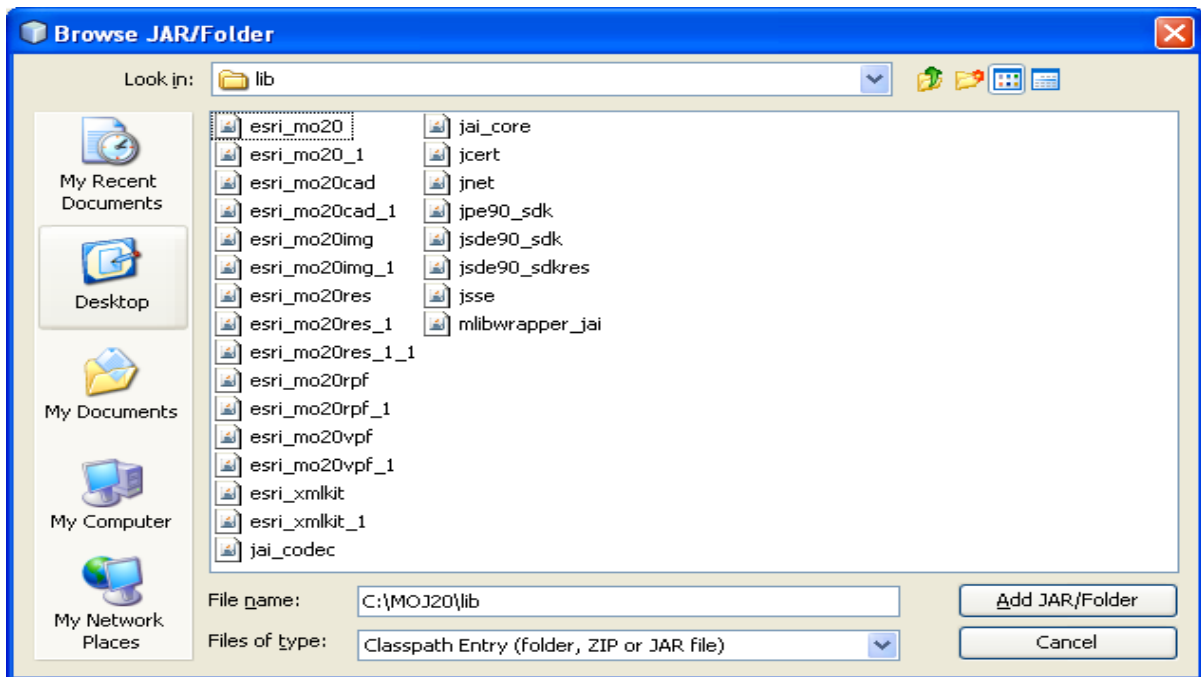 Browse JAR/Folder
Look in:
lib
My Recent
Documents
Desktop
My Documents
My Computer
My Network
Places
esri_mo20
esri_mo20_1
esri_mo20cad
esri_mo20cad_1
esri_mo20img
esri_mo20img_1
esri_mo20res
esri_mo20res_1
esri_mo20res_1_1
esri_mo20rpf
esri_mo20rpf_1
esri_mo20vpf
esri_mo20vpf_1
esri_xmlkit
esri_xmlkit_1
jai_codec
jai_core
jcert
jnet
jpe90_sdk
jsde90_sdk
jsde90_sdkres
jsse
mlibwrapper_jai
File name:
C:\MOJ20\lib
Add JAR/Folder
Files of type:
Classpath Entry (folder, ZIP or JAR file)
Cancel